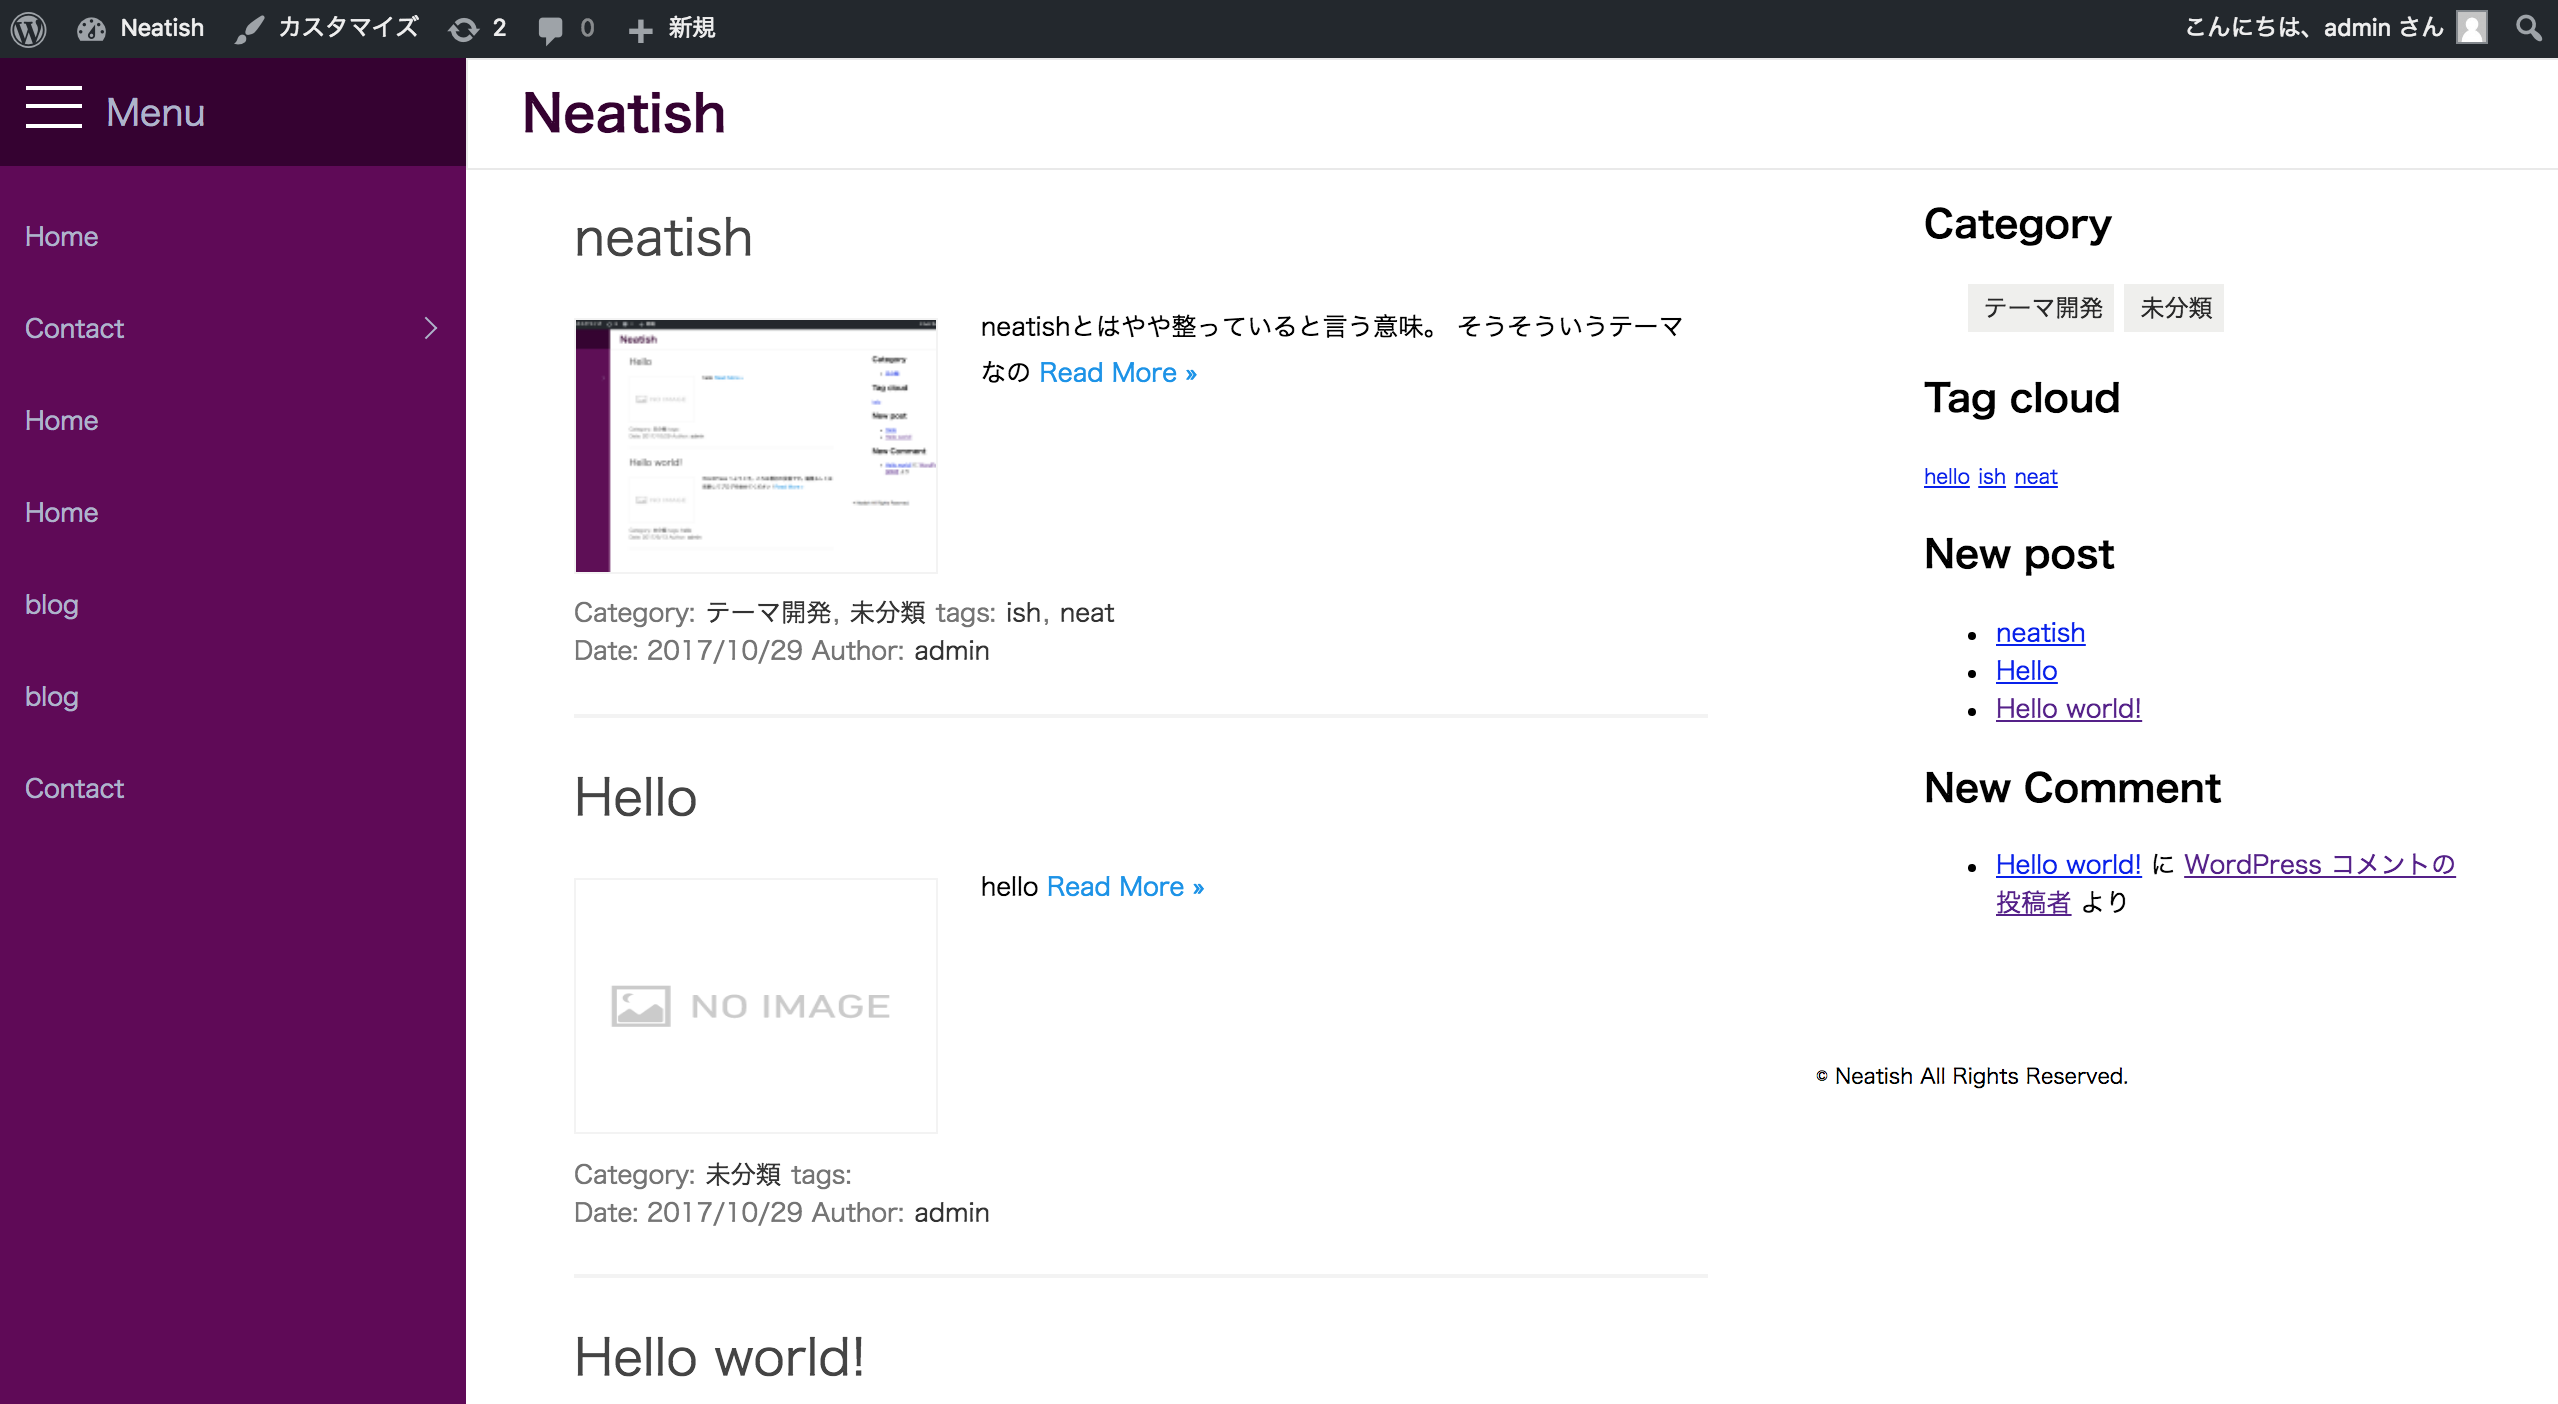 Neatish カスタマイズ 2 0 新規 こんにちは、admin さん
Menu
Home
Contact
Home
Home
blog
blog
Contact
Neatish
neatish
neatishとはやや整っていると言う意味。 そうそういうテーマ
なの Read More »
Category: テーマ開発, 未分類 tags: ish, neat
Date: 2017/10/29 Author: admin
Hello
NO IMAGE
hello Read More »
Category: 未分類 tags:
Date: 2017/10/29 Author: admin
Hello world!
Category
テーマ開発 未分類
Tag cloud
hello ish neat
New post
neatish
Hello
Hello world!
New Comment
Hello world! に WordPress コメントの
投稿者 より
© Neatish All Rights Reserved.